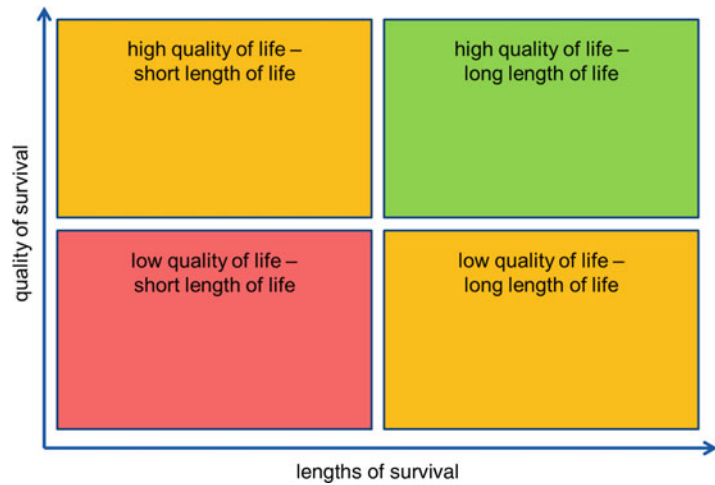 high quality of life –
short length of life
high quality of life –
long length of life
quality of survival
low quality of life –
short length of life
low quality of life –
long length of life
lengths of survival